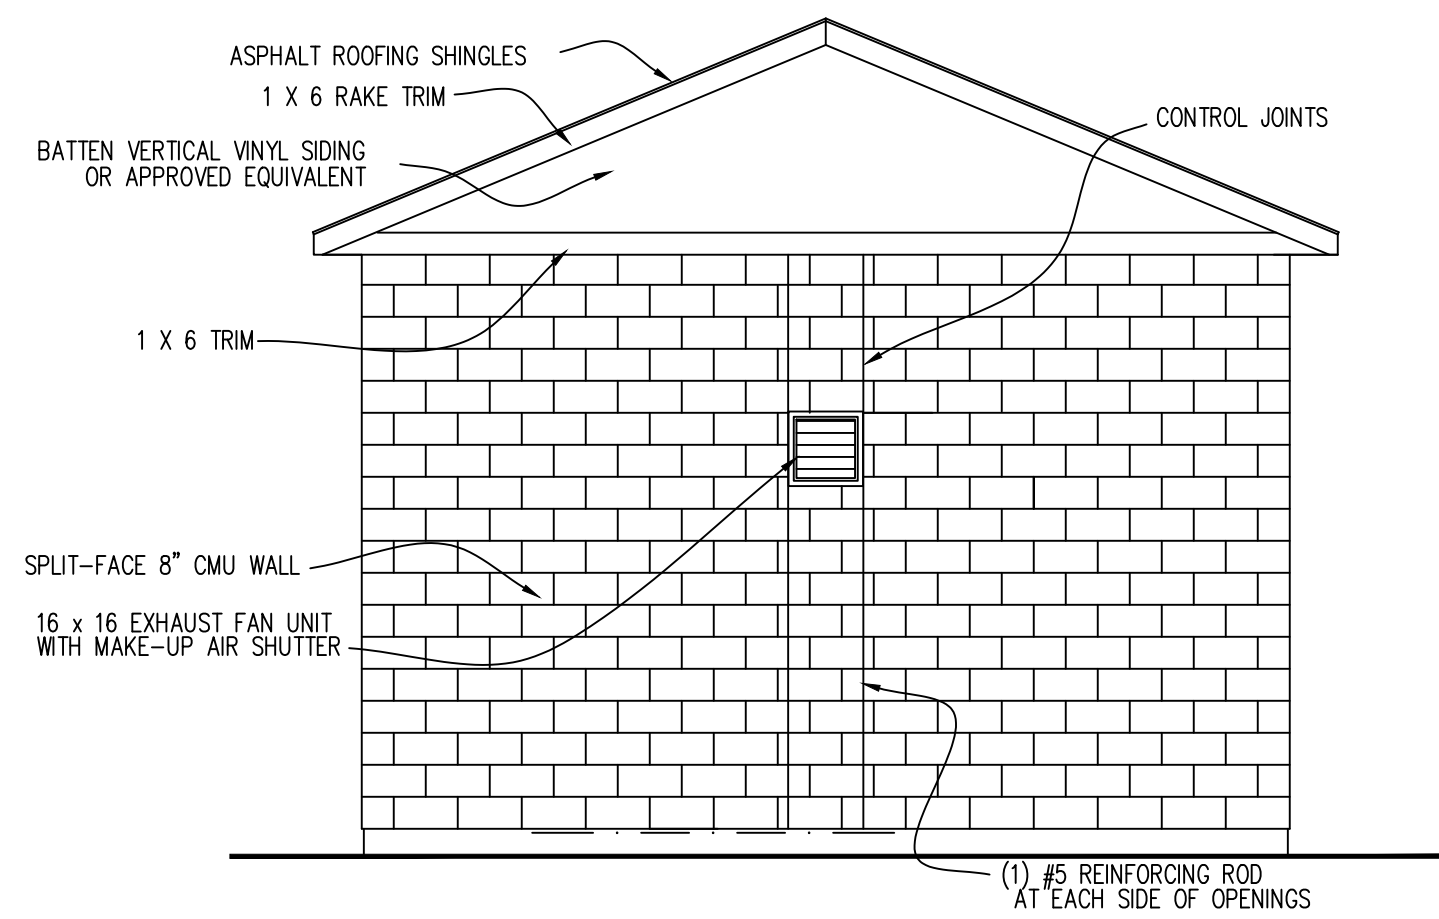 ASPHALT ROOFING SHINGLES
1 X 6 RAKE TRIM
CONTROL JOINTS
BATTEN VERTICAL VINYL SIDING
OR APPROVED EQUIVALENT
1 X 6 TRIM
SPLIT-FACE 8" CMU WALL
16 x 16 EXHAUST FAN UNIT
WITH MAKE-UP AIR SHUTTER
(1) #5 REINFORCING ROD
AT EACH SIDE OF OPENINGS